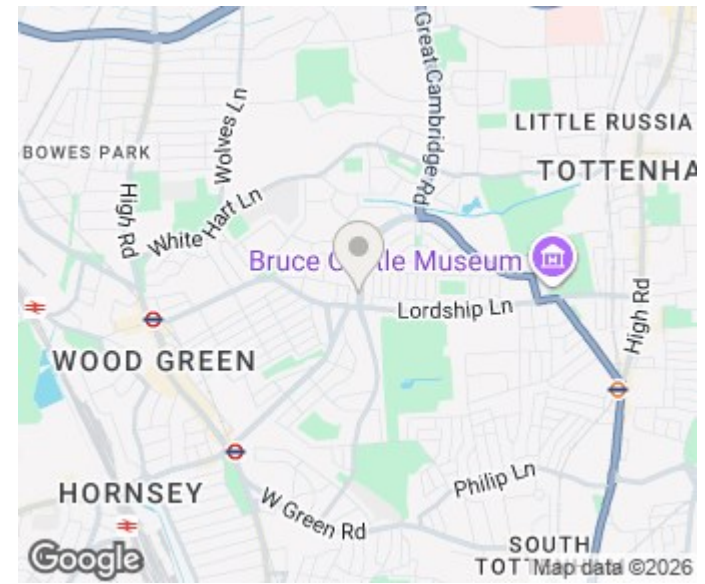 Great Cambridge Rd
LITTLE RUSSIA
BOWES PARK
Wolves Ln
TOTTENHA
High Rd
White Hart Ln
Bruce C tle Museum
Lordship Ln
High Rd
WOOD GREEN
Philip Ln
HORNSEY
W Green Rd
SOUTH
TOT
Google
Map data ©2026